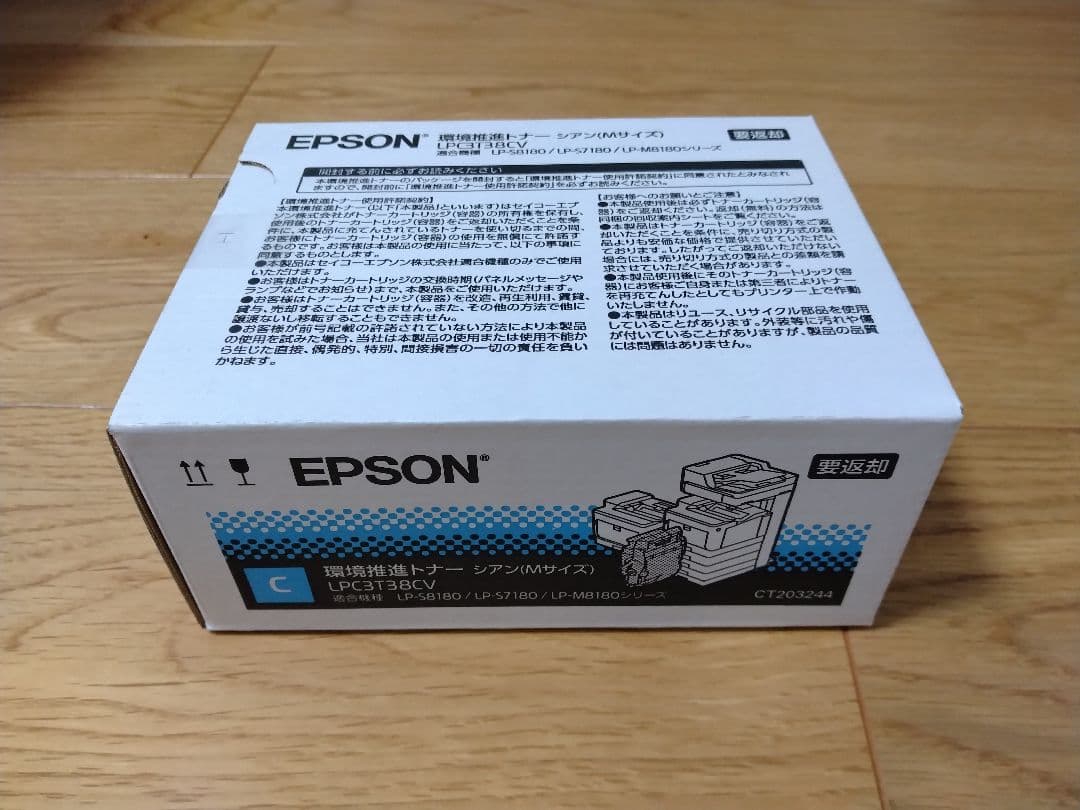 EPSON® 環境推進トナー シアン(Mサイズ) 要返却
LPC3T38CV
適合機種 LP-S8180/LP-S7180/LP-M8180シリーズ
開封する前に必ずお読みください
本環境推進トナーのパッケージを開封すると「環境推進トナー使用許諾契約」に同意されたとみなされ
ますので、開封前に「環境推進トナー使用許諾契約」を必ずお読みください。
【環境推進トナー使用許諾契約】
本環境推進トナー(以下「本製品」といいます)はセイコーエプ
ソン株式会社がトナーカートリッジ(容器)の所有権を保有し、
使用後のトナーカートリッジ(容器)をご返却いただくことを条
件に、本製品に充てんされているトナーを使い切るまでの間、
お客様にトナーカートリッジ(容器)の使用を無償にて許諾す
るものです。お客様は本製品の使用に当たって、以下の事項に
同意するものとします。
●本製品はセイコーエプソン株式会社適合機種のみでご使用
いただけます。
●お客様はトナーカートリッジの交換時期(パネルメッセージや
ランプなどでお知らせ)まで、本製品をご使用いただけます。
●お客様はトナーカートリッジ(容器)を改造、再生利用、賃貸、
貸与、売却することはできません。また、その他の方法で他に
譲渡ないし移転することもできません。
●お客様が前号記載の許諾されていない方法により本製品
の使用を試みた場合、当社は本製品の使用または使用不能か
ら生じた直接、偶発的、特別、間接損害の一切の責任を負い
かねます。
【お客様へのお願いとご注意】
●本製品使用後は必ずトナーカートリッジ(容
器)をご返却ください。返却(無料)の方法は
同梱の回収案内シートをご覧ください。
●本製品はトナーカートリッジ(容器)をご返
却いただくことを条件に、売り切り方式の製
品よりも安価な価格で提供させていただい
ております。したがってご返却いただけない
場合には、売り切り方式の製品との差額を請
求させていただく場合があります。
●本製品使用後にそのトナーカートリッジ(容
器)にお客様ご自身または第三者によりトナー
を再充てんしたとしてもプリンター上で作動
いたしません。
●本製品はリユース、リサイクル部品を使用
していることがあります。外装等に汚れや傷
が付いていることがありますが、製品の品質
には問題はありません。
EPSON® 要返却
C
環境推進トナー シアン(Mサイズ)
LPC3T38CV
適合機種 LP-S8180/LP-S7180/LP-M8180シリーズ
CT203244